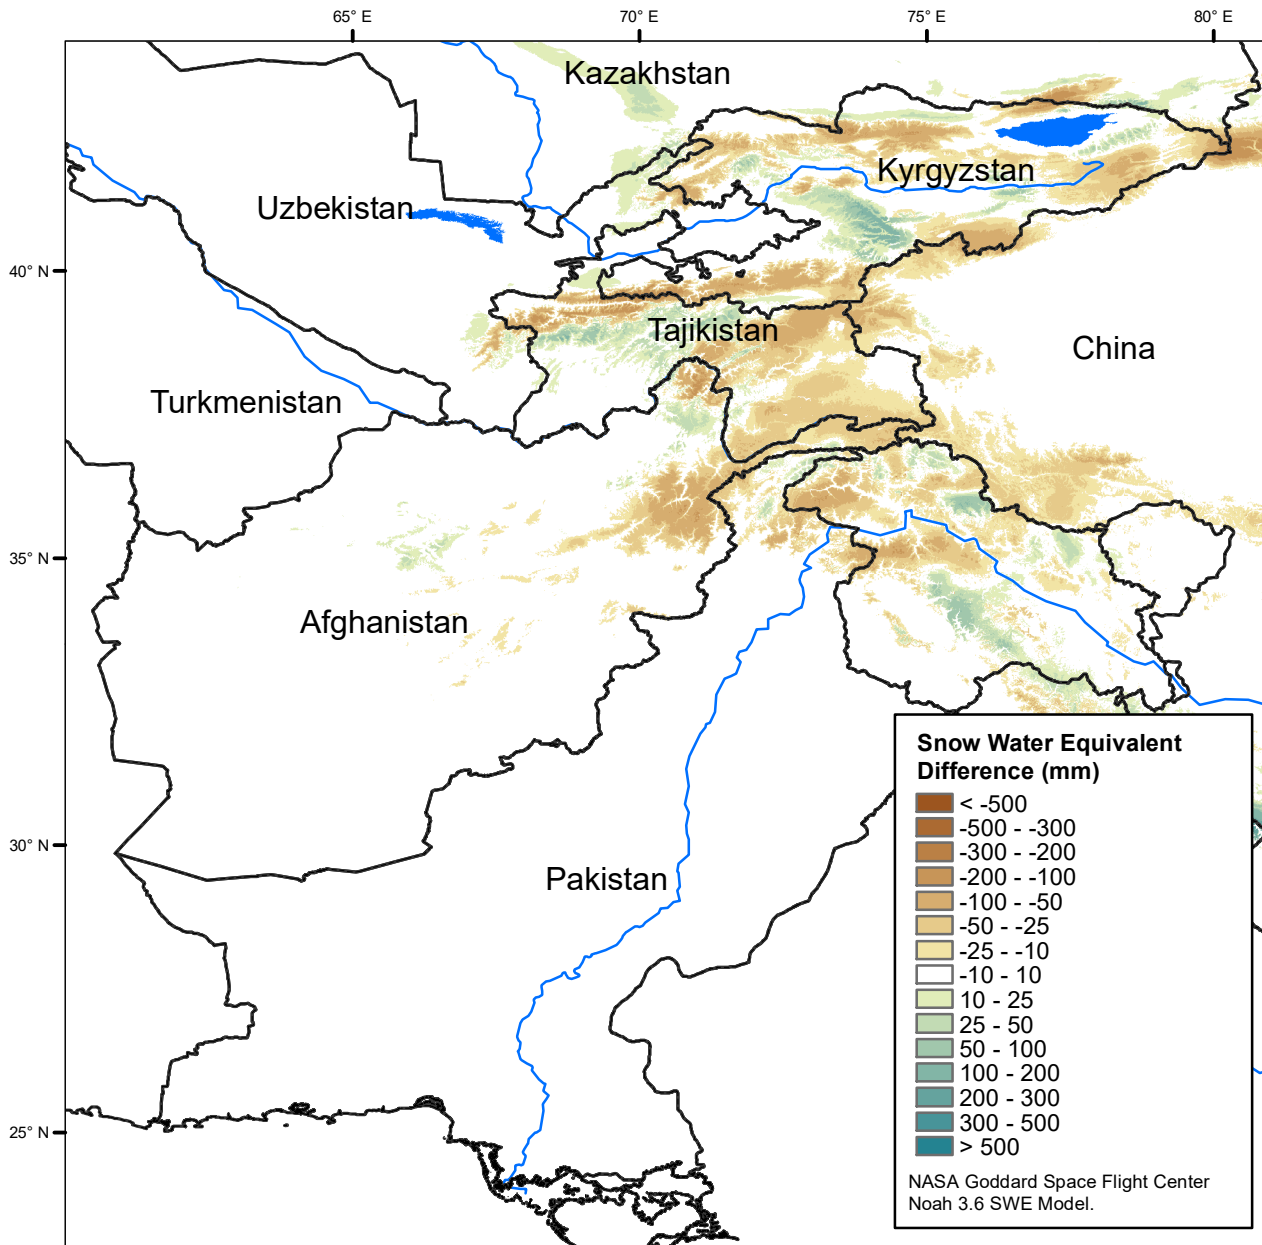 65° E
70° E
75° E
80° E
Kazakhstan
Kyrgyzstan
Uzbekistan
40° N
Tajikistan
China
Turkmenistan
35° N
Afghanistan
Snow Water Equivalent
Difference (mm)
< -500
-500 - -300
-300 - -200
-200 - -100
-100 - -50
-50 - -25
-25 - -10
-10 - 10
10 - 25
25 - 50
50 - 100
100 - 200
200 - 300
300 - 500
> 500
NASA Goddard Space Flight Center
Noah 3.6 SWE Model.
30° N
Pakistan
25° N